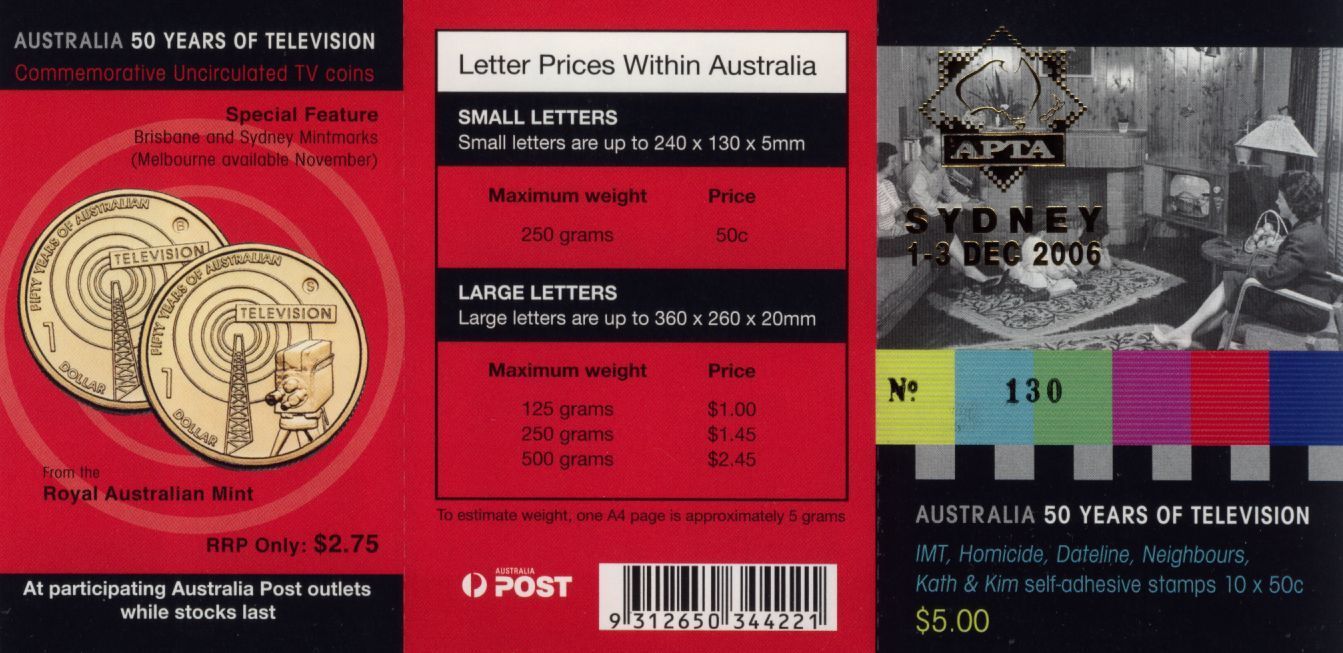 AUSTRALIA 50 YEARS OF TELEVISION
Commemorative Uncirculated TV coins
Special Feature
Brisbane and Sydney Mintmarks
(Melbourne available November)
FIFTY YEARS OF AUSTRALIAN
B
TELEVISION
1
DOLLAR
FIFTY YEARS OF AUSTRALIAN
S
TELEVISION
1
DOLLAR
From the
Royal Australian Mint
RRP Only: $2.75
At participating Australia Post outlets
while stocks last
Letter Prices Within Australia
SMALL LETTERS
Small letters are up to 240 x 130 x 5mm
Maximum weight Price
250 grams 50c
LARGE LETTERS
Large letters are up to 360 x 260 x 20mm
Maximum weight Price
125 grams $1.00
250 grams $1.45
500 grams $2.45
To estimate weight, one A4 page is approximately 5 grams
AUSTRALIA
POST
9 312650 344221
APTA
SYDNEY
1-3 DEC 2006
Nº 130
AUSTRALIA 50 YEARS OF TELEVISION
IMT, Homicide, Dateline, Neighbours,
Kath & Kim self-adhesive stamps 10 x 50c
$5.00